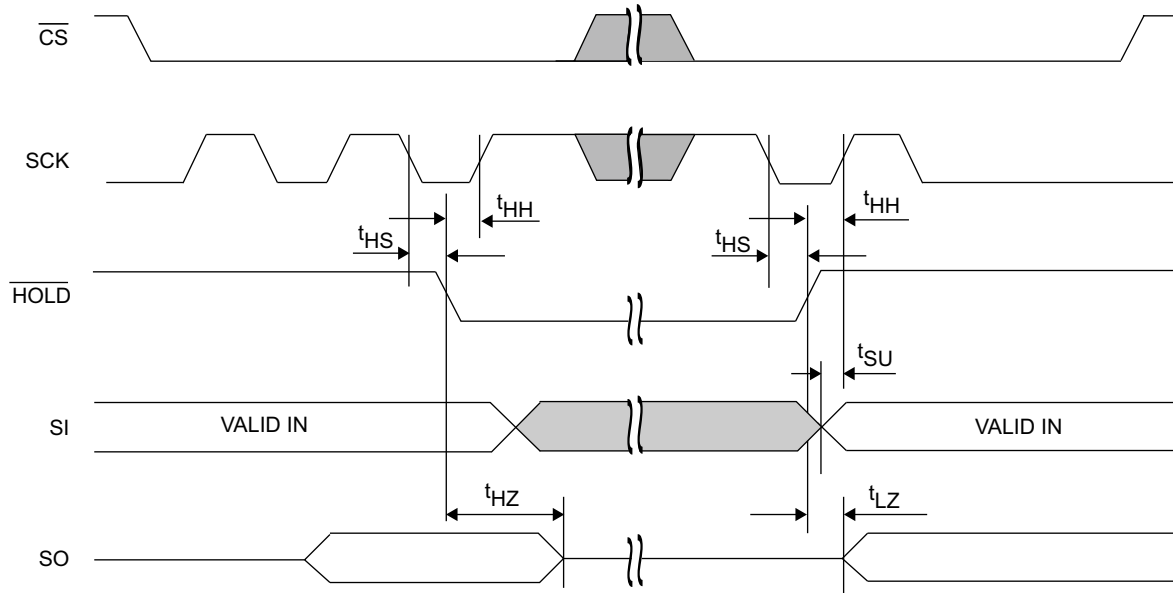 CS
SCK
tHH
tHH
tHS
tHS
HOLD
tSU
SI
VALID IN
VALID IN
tHZ
tLZ
SO